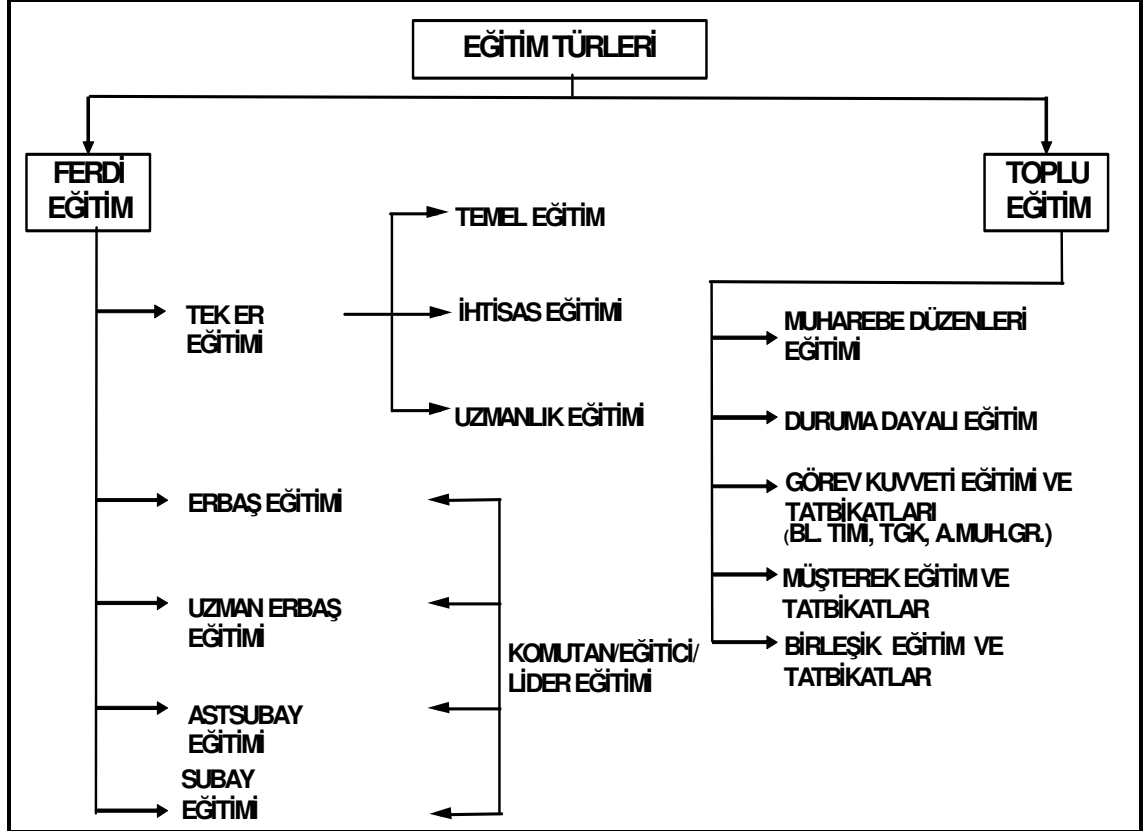 EĞİTİM TÜRLERİ
FERDİ
EĞİTİM
TOPLU
EĞİTİM
TEK ER
EĞİTİMİ
TEMEL EĞİTİM
İHTİSAS EĞİTİMİ
UZMANLIK EĞİTİMİ
ERBAŞ EĞİTİMİ
UZMAN ERBAŞ
EĞİTİMİ
ASTSUBAY
EĞİTİMİ
SUBAY
EĞİTİMİ
KOMUTAN/EĞİTİCİ/
LİDER EĞİTİMİ
MUHAREBE DÜZENLERİ
EĞİTİMİ
DURUMA DAYALI EĞİTİM
GÖREV KUVVETİ EĞİTİMİ VE
TATBİKATLARI
(BL. TİMİ, TGK, A.MUH.GR.)
MÜŞTEREK EĞİTİM VE
TATBİKATLAR
BİRLEŞİK EĞİTİM VE
TATBİKATLAR